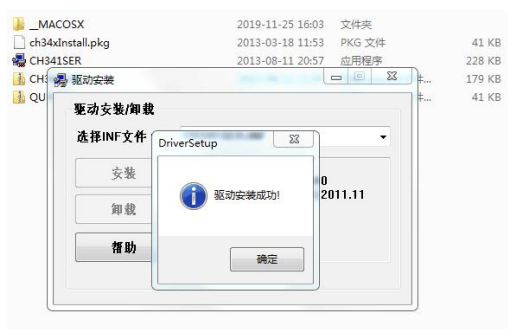 __MACOSX 2019-11-25 16:03 文件夹
ch34xInstall.pkg 2013-03-18 11:53 PKG 文件 41 KB
CH341SER 2013-08-11 20:57 应用程序 228 KB
179 KB
QU 41 KB
驱动安装
驱动安装/卸载
选择INF文件
DriverSetup
安装
卸载
帮助
驱动安装成功!
0
2011.11
确定